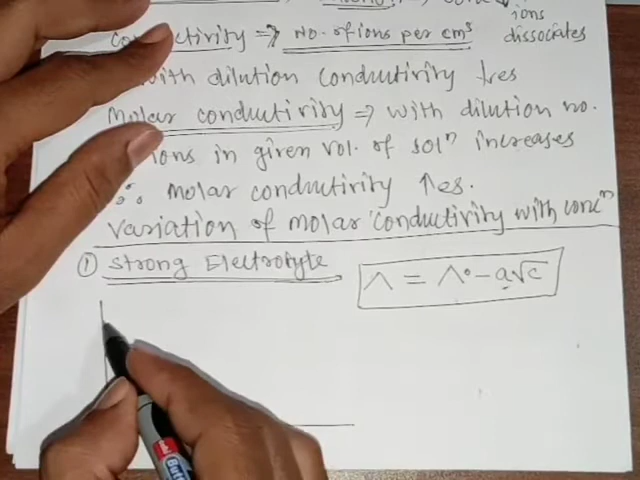 ions
conductivity ⇒ No. of ions per cm³ dissociates
with dilution conductivity ↓es
Molar conductivity ⇒ with dilution no.
ions in given vol. of solⁿ increases
∴ molar conductivity ↑es.
variation of molar conductivity with concⁿ
① Strong Electrolyte
Λ = Λ° - a√c